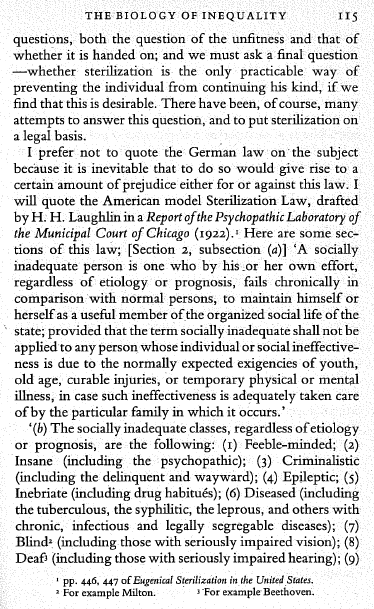 THE BIOLOGY OF INEQUALITY 115
questions, both the question of the unfitness and that of
whether it is handed on; and we must ask a final question
—whether sterilization is the only practicable way of
preventing the individual from continuing his kind, if we
find that this is desirable. There have been, of course, many
attempts to answer this question, and to put sterilization on
a legal basis.
I prefer not to quote the German law on the subject
because it is inevitable that to do so would give rise to a
certain amount of prejudice either for or against this law. I
will quote the American model Sterilization Law, drafted
by H. H. Laughlin in a Report of the Psychopathic Laboratory of
the Municipal Court of Chicago (1922).¹ Here are some sec-
tions of this law; [Section 2, subsection (a)] ‘A socially
inadequate person is one who by his or her own effort,
regardless of etiology or prognosis, fails chronically in
comparison with normal persons, to maintain himself or
herself as a useful member of the organized social life of the
state; provided that the term socially inadequate shall not be
applied to any person whose individual or social ineffective-
ness is due to the normally expected exigencies of youth,
old age, curable injuries, or temporary physical or mental
illness, in case such ineffectiveness is adequately taken care
of by the particular family in which it occurs.’
‘(b) The socially inadequate classes, regardless of etiology
or prognosis, are the following: (1) Feeble-minded; (2)
Insane (including the psychopathic); (3) Criminalistic
(including the delinquent and wayward); (4) Epileptic; (5)
Inebriate (including drug habitués); (6) Diseased (including
the tuberculous, the syphilitic, the leprous, and others with
chronic, infectious and legally segregable diseases); (7)
Blind² (including those with seriously impaired vision); (8)
Deaf³ (including those with seriously impaired hearing); (9)
¹ pp. 446, 447 of Eugenical Sterilization in the United States.
² For example Milton. ³ For example Beethoven.